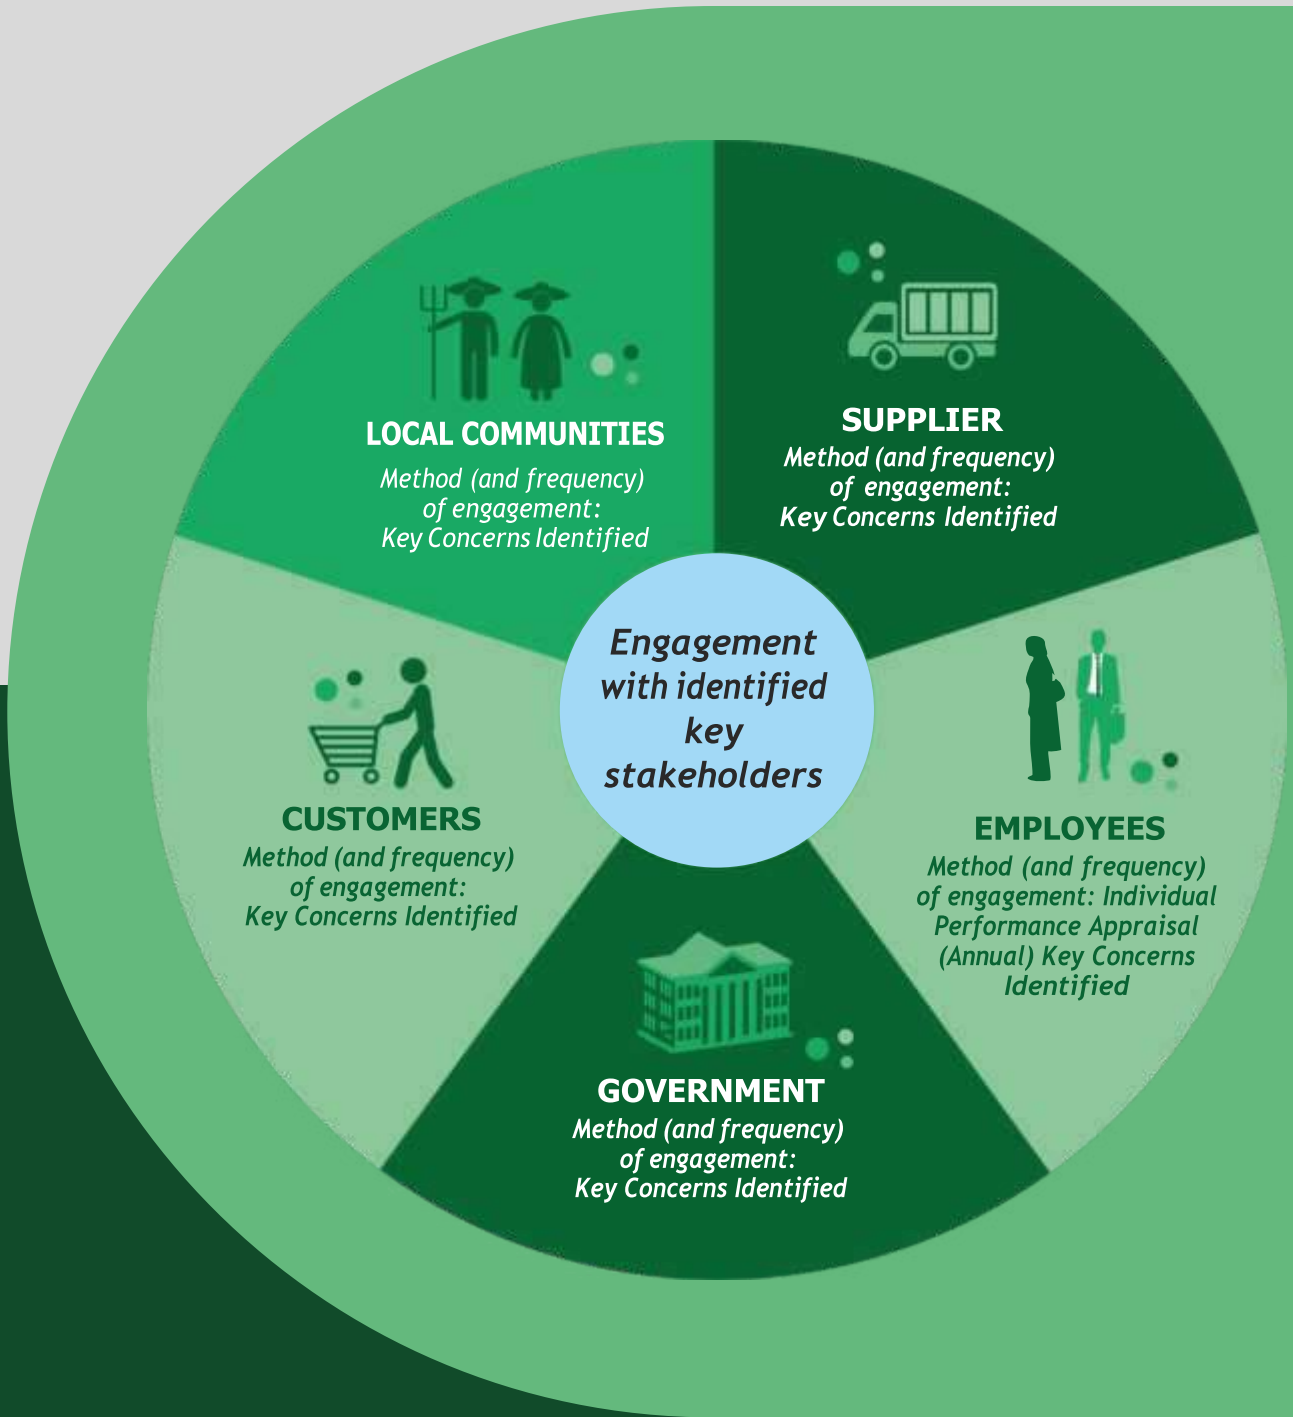 LOCAL COMMUNITIES
Method (and frequency)
of engagement:
Key Concerns Identified
SUPPLIER
Method (and frequency)
of engagement:
Key Concerns Identified
Engagement
with identified
key
stakeholders
CUSTOMERS
Method (and frequency)
of engagement:
Key Concerns Identified
EMPLOYEES
Method (and frequency)
of engagement: Individual
Performance Appraisal
(Annual) Key Concerns
Identified
GOVERNMENT
Method (and frequency)
of engagement:
Key Concerns Identified